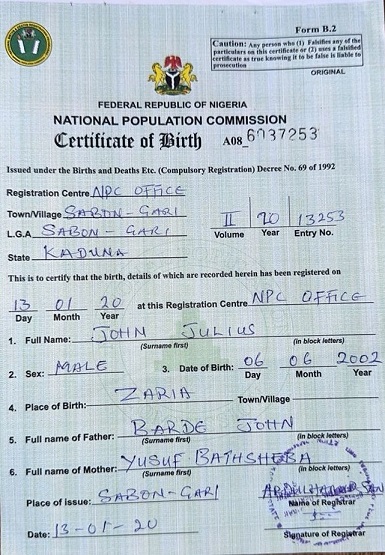 Form B.2
Caution: Any person who (1) Falsifies any of the
particulars on this certificate or (2) uses a falsified
certificate as true knowing it to be false is liable to
prosecution
ORIGINAL
FEDERAL REPUBLIC OF NIGERIA
NATIONAL POPULATION COMMISSION
Certificate of Birth A08 6937253
Issued under the Births and Deaths Etc. (Compulsory Registration) Decree No. 69 of 1992
Registration Centre NPC OFFICE
Town/Village SABON-GARI
L.G.A SABON-GARI
State KADUNA
II 20 13253
Volume Year Entry No.
This is to certify that the birth, details of which are recorded herein has been registered on
13 01 20 at this Registration Centre NPC OFFICE
Day Month Year
1. Full Name: JOHN JULIUS
(Surname first) (in block letters)
2. Sex: MALE 3. Date of Birth: 06 06 2002
Day Month Year
4. Place of Birth: ZARIA Town/Village
5. Full name of Father: BARDE JOHN
(Surname first) (in block letters)
6. Full name of Mother: YUSUF BATHSHEBA
(Surname first) (in block letters)
Place of issue: SABON-GARI
Name of Registrar
Date: 13-01-20
Signature of Registrar